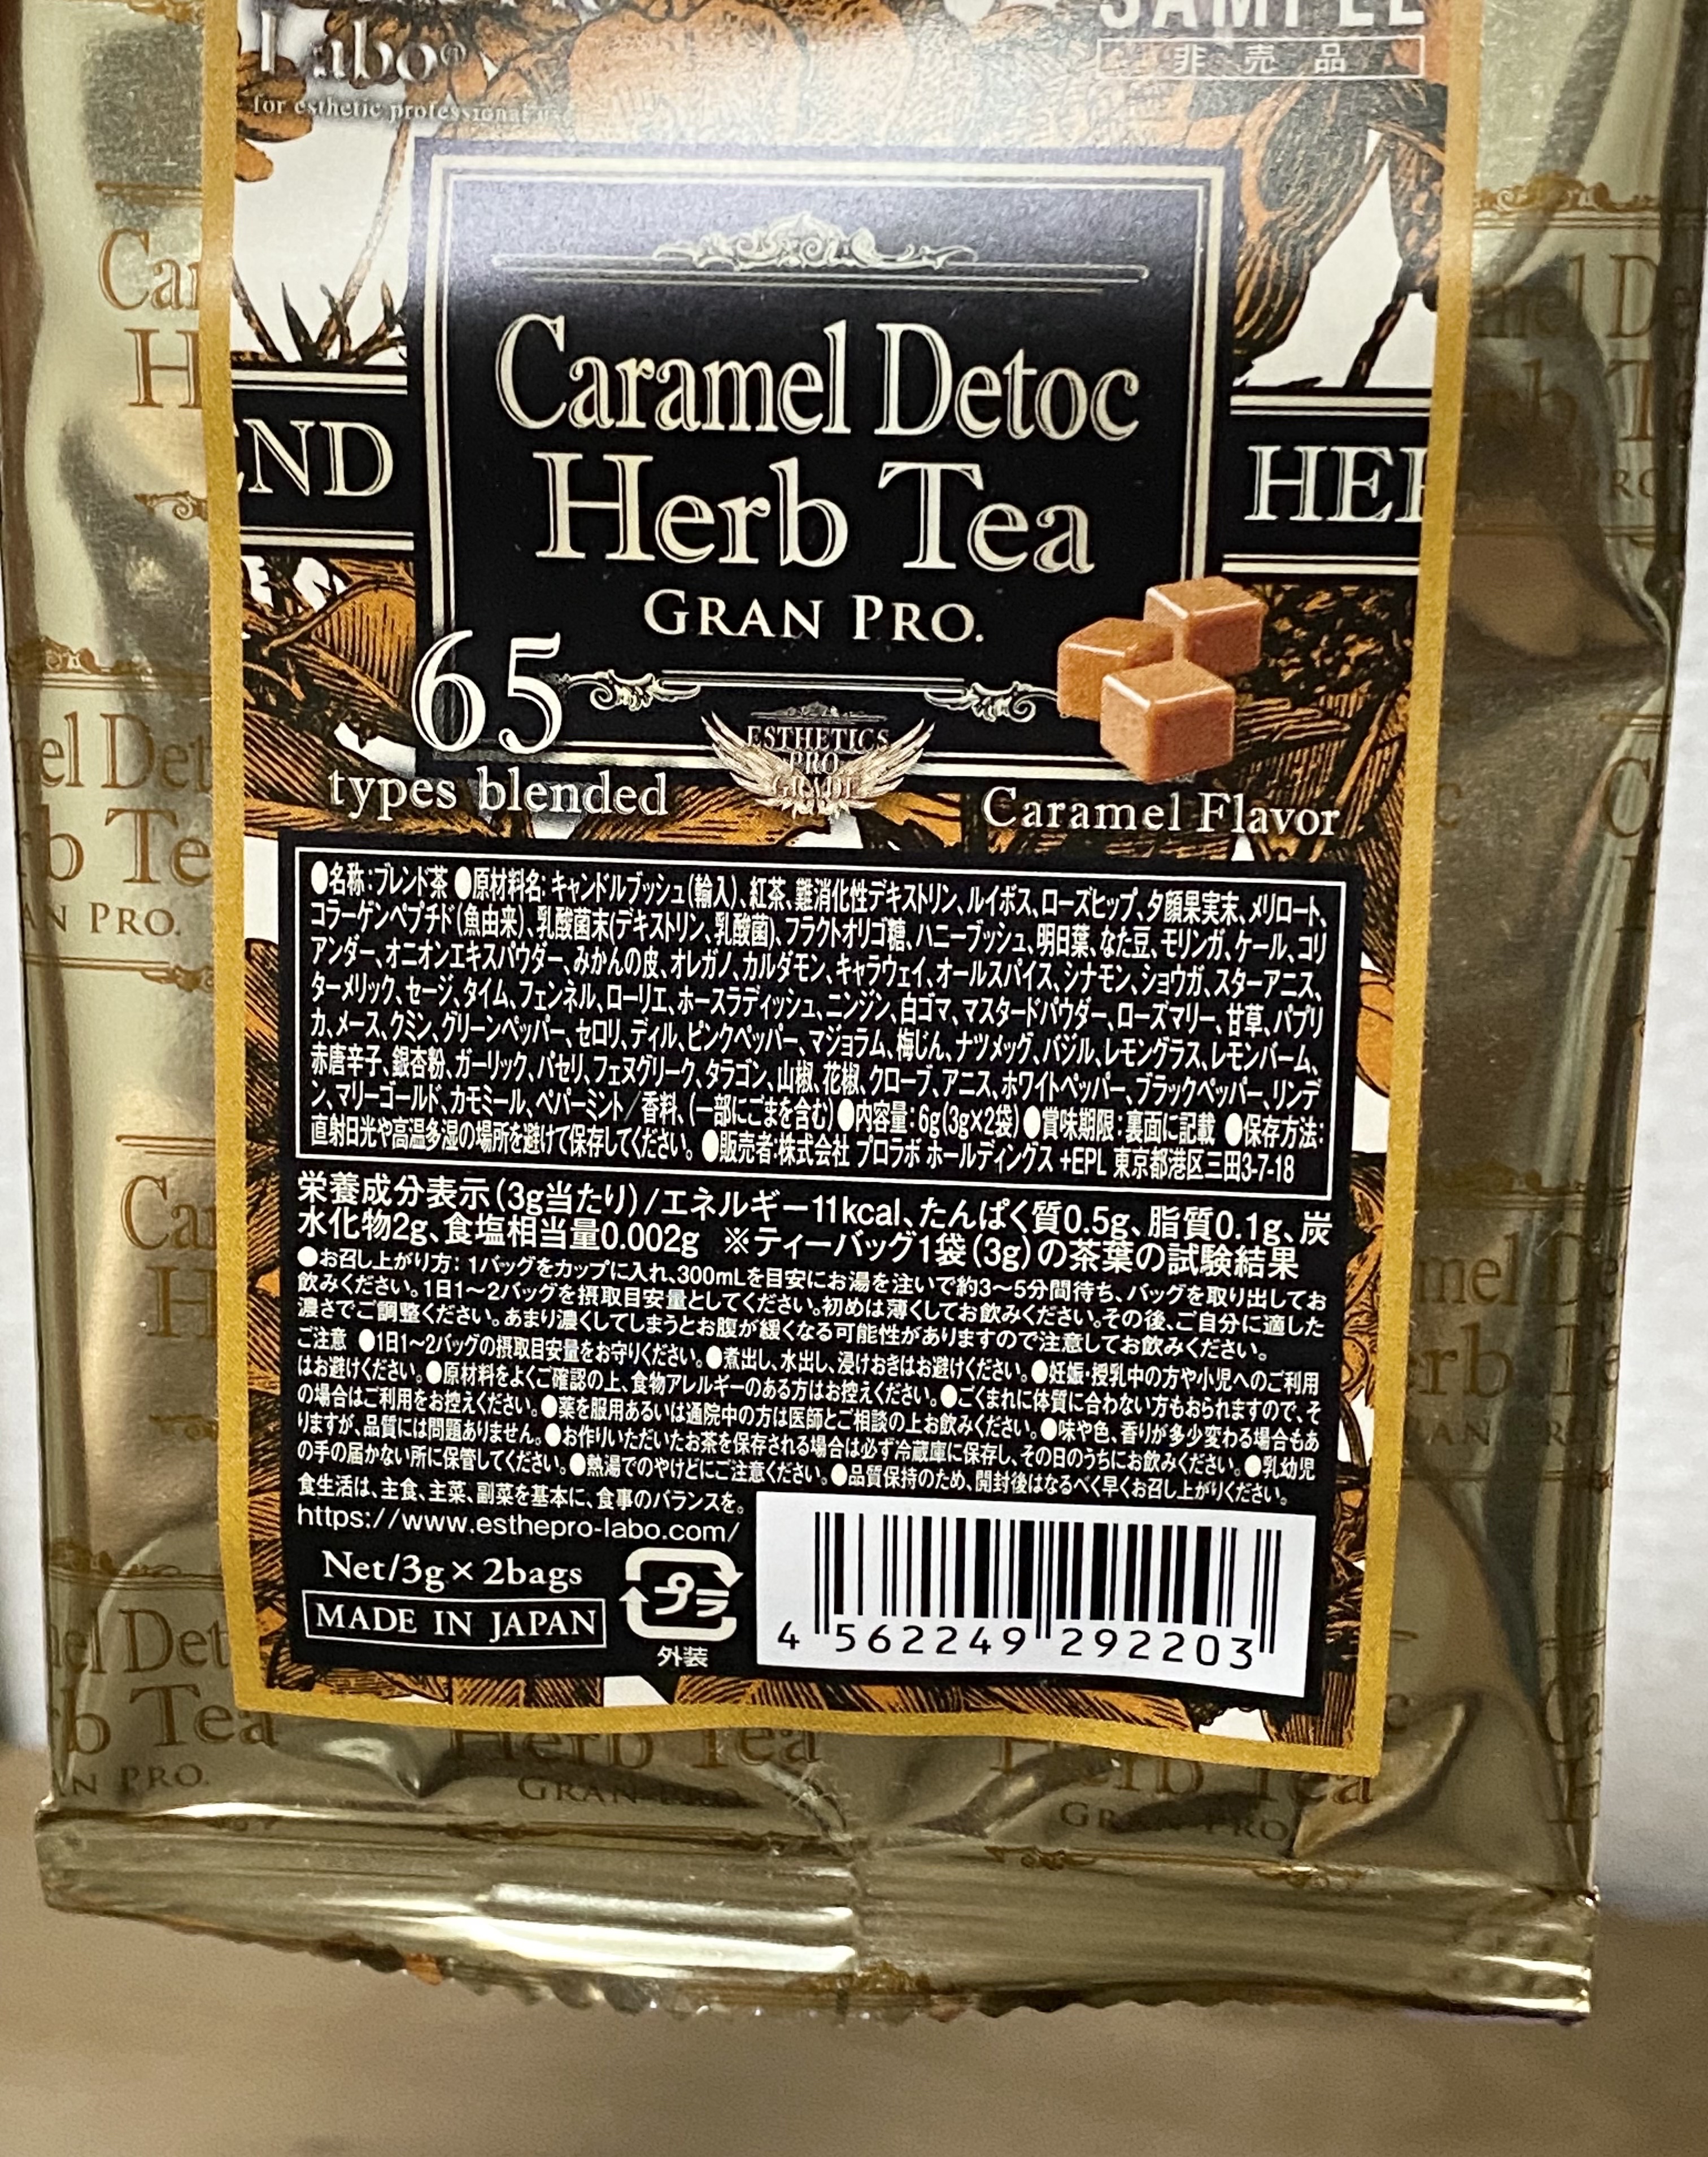 SAMPLE
Labo®
非売品
for esthetic professional
Caramel Detoc
Herb Tea
GRAN PRO.
65
types blended
ESTHETICS
PRO.
GRADE
Caramel Flavor
END
HE
●名称:ブレンド茶 ●原材料名:キャンドルブッシュ(輸入)、紅茶、難消化性デキストリン、ルイボス、ローズヒップ、夕顔果実末、メリロート、
コラーゲンペプチド(魚由来)、乳酸菌末(デキストリン、乳酸菌)、フラクトオリゴ糖、ハニーブッシュ、明日葉、なた豆、モリンガ、ケール、コリ
アンダー、オニオンエキスパウダー、みかんの皮、オレガノ、カルダモン、キャラウェイ、オールスパイス、シナモン、ショウガ、スターアニス、
ターメリック、セージ、タイム、フェンネル、ローリエ、ホースラディッシュ、ニンジン、白ゴマ、マスタードパウダー、ローズマリー、甘草、パプリ
カ、メース、クミン、グリーンペッパー、セロリ、ディル、ピンクペッパー、マジョラム、梅じん、ナツメッグ、バジル、レモングラス、レモンバーム、
赤唐辛子、銀杏粉、ガーリック、パセリ、フェヌグリーク、タラゴン、山椒、花椒、クローブ、アニス、ホワイトペッパー、ブラックペッパー、リンデ
ン、マリーゴールド、カモミール、ペパーミント/香料、(一部にごまを含む)●内容量:6g(3g×2袋)●賞味期限:裏面に記載 ●保存方法:
直射日光や高温多湿の場所を避けて保存してください。 ●販売者:株式会社 プロラボ ホールディングス +EPL 東京都港区三田3-7-18
栄養成分表示(3g当たり)/エネルギー11kcal、たんぱく質0.5g、脂質0.1g、炭
水化物2g、食塩相当量0.002g ※ティーバッグ1袋(3g)の茶葉の試験結果
●お召し上がり方:1バッグをカップに入れ、300mLを目安にお湯を注いで約3〜5分間待ち、バッグを取り出してお
飲みください。1日1〜2バッグを摂取目安量としてください。初めは薄くしてお飲みください。その後、ご自分に適した
濃さでご調整ください。あまり濃くしてしまうとお腹が緩くなる可能性がありますので注意してお飲みください。
ご注意 ●1日1〜2バッグの摂取目安量をお守りください。●煮出し、水出し、浸けおきはお避けください。●妊娠・授乳中の方や小児へのご利用
はお避けください。●原材料をよくご確認の上、食物アレルギーのある方はお控えください。●ごくまれに体質に合わない方もおられますので、そ
の場合はご利用をお控えください。●薬を服用あるいは通院中の方は医師とご相談の上お飲みください。●味や色、香りが多少変わる場合もあ
りますが、品質には問題ありません。●お作りいただいたお茶を保存される場合は必ず冷蔵庫に保存し、その日のうちにお飲みください。●乳幼児
の手の届かない所に保管してください。●熱湯でのやけどにご注意ください。●品質保持のため、開封後はなるべく早くお召し上がりください。
食生活は、主食、主菜、副菜を基本に、食事のバランスを。
https://www.esthepro-labo.com/
Net/3g×2bags
MADE IN JAPAN
プラ
外装
4 562249 292203
Herb Tea
GRAN PRO
Herb Tea
GRAN PRO